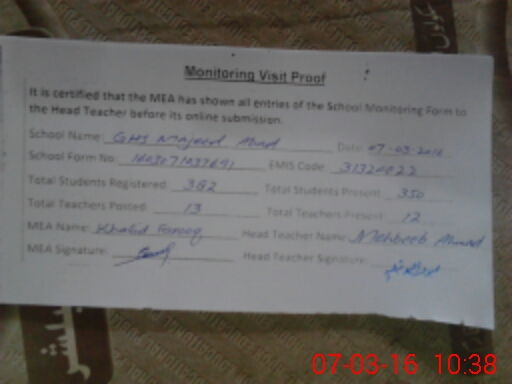 Monitoring Visit Proof
It is certified that the MEA has shown all entries of the School Monitoring Form to
the Head Teacher before its online submission.
School Name: GHS Majeed Abad Date: 07-03-2016
School Form No: EMIS Code:
Total Students Registered: 382 Total Students Present: 350
Total Teachers Posted: 13 Total Teachers Present: 12
MEA Name: Khalid Farooq Head Teacher Name: Mehboob Ahmad
MEA Signature: Head Teacher Signature:
07-03-16 10:38